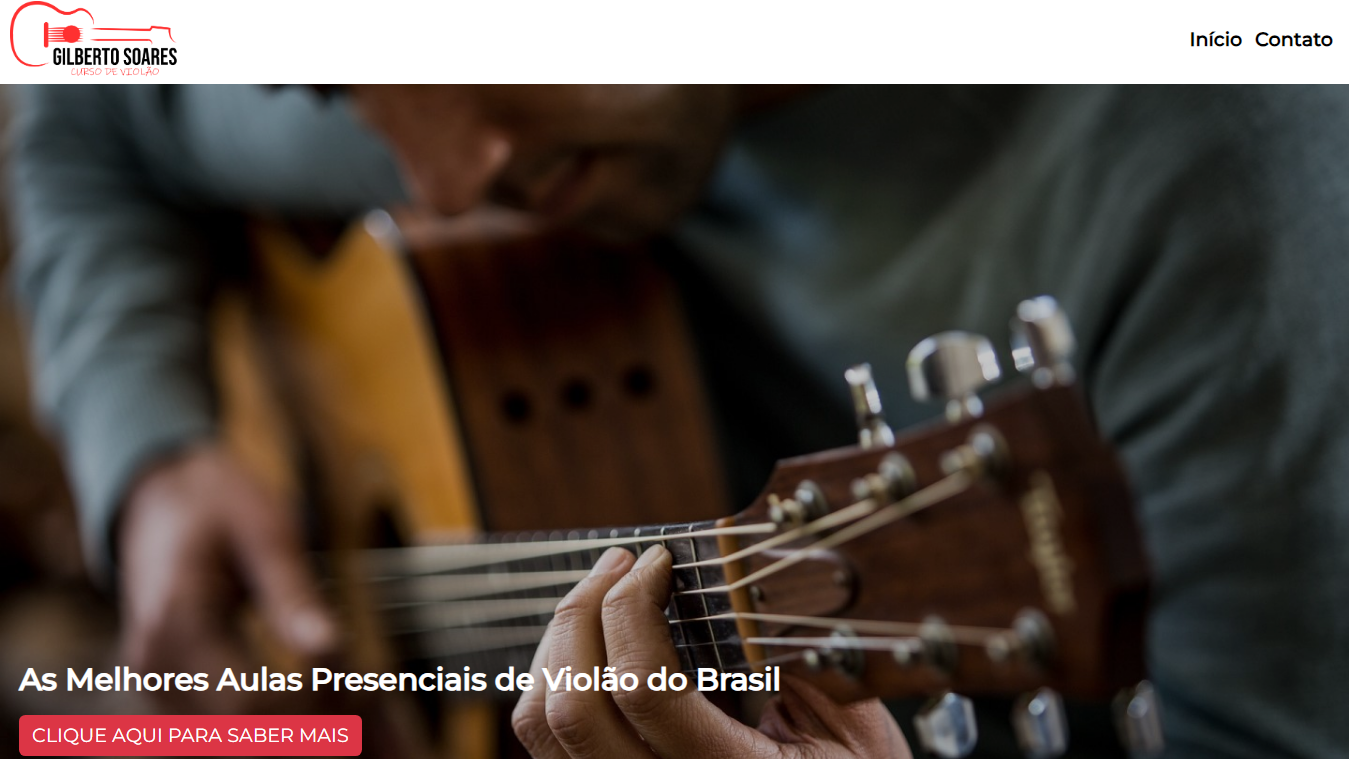 GILBERTO SOARES
CURSO DE VIOLÃO
Início Contato
As Melhores Aulas Presenciais de Violão do Brasil
CLIQUE AQUI PARA SABER MAIS